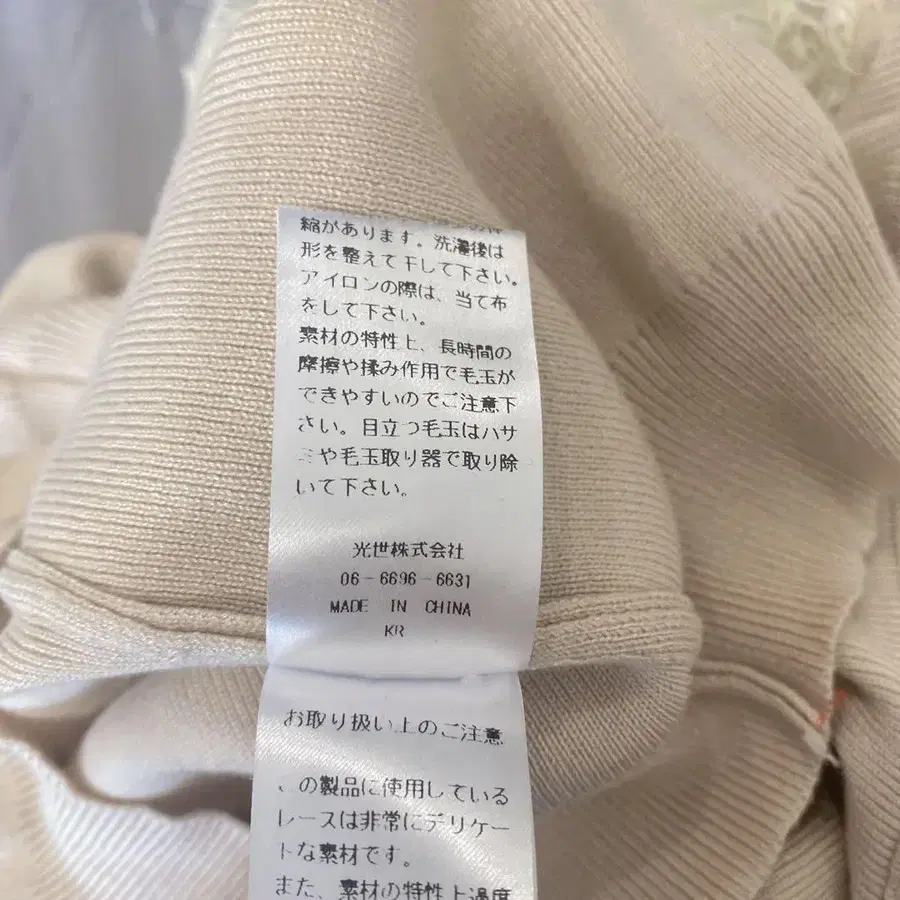 縮があります。洗濯後は
形を整えて干して下さい。
アイロンの際は、当て布
をして下さい。
素材の特性上、長時間の
摩擦や揉み作用で毛玉が
できやすいのでご注意下
さい。目立つ毛玉はハサ
ミや毛玉取り器で取り除
いて下さい。
光世株式会社
06-6696-6631
MADE IN CHINA
KR
お取り扱い上のご注意
この製品に使用している
レースは非常にデリケー
トな素材です。
また、素材の特性上過度